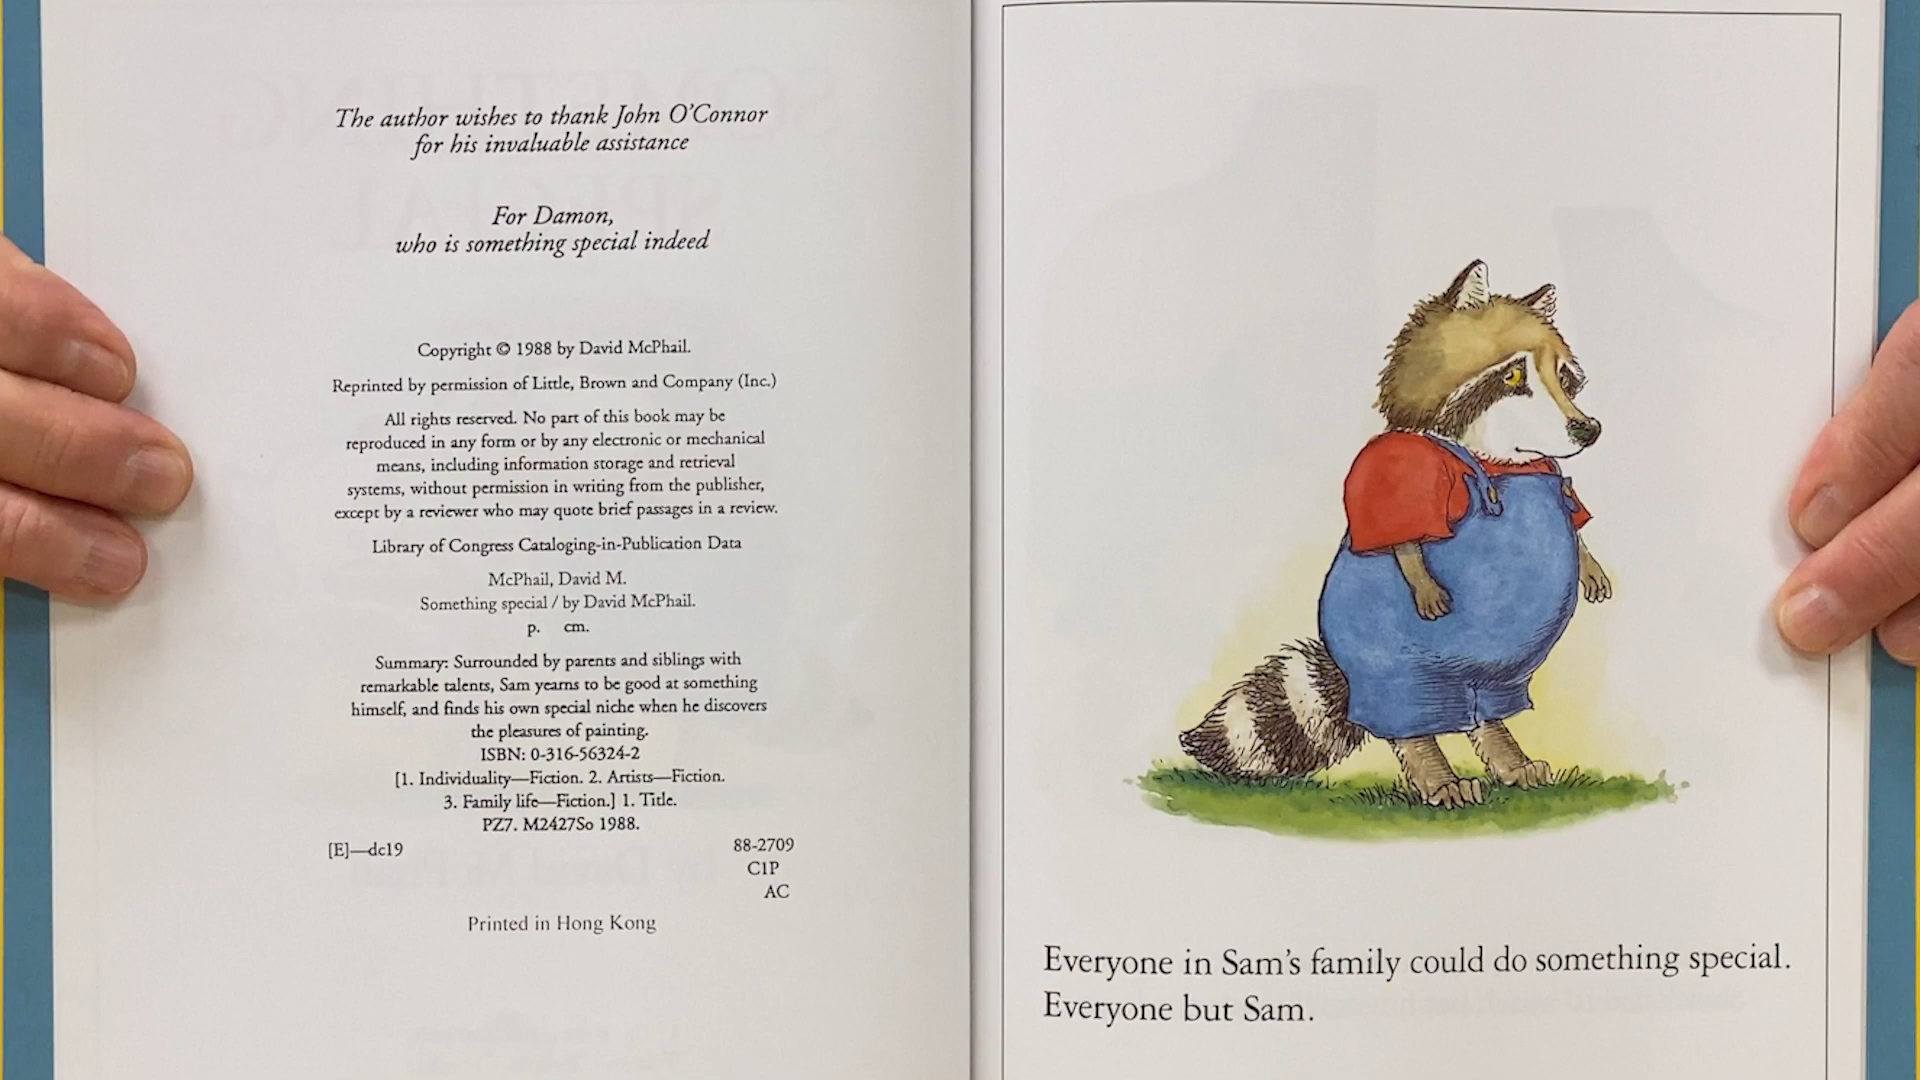 The author wishes to thank John O'Connor
for his invaluable assistance
For Damon,
who is something special indeed
Copyright © 1988 by David McPhail.
Reprinted by permission of Little, Brown and Company (Inc.)
All rights reserved. No part of this book may be
reproduced in any form or by any electronic or mechanical
means, including information storage and retrieval
systems, without permission in writing from the publisher,
except by a reviewer who may quote brief passages in a review.
Library of Congress Cataloging-in-Publication Data
McPhail, David M.
Something special / by David McPhail.
p. cm.
Summary: Surrounded by parents and siblings with
remarkable talents, Sam yearns to be good at something
himself, and finds his own special niche when he discovers
the pleasures of painting.
ISBN: 0-316-56324-2
[1. Individuality—Fiction. 2. Artists—Fiction.
3. Family life—Fiction.] 1. Title.
PZ7. M2427So 1988.
[E]—dc19 88-2709
C1P
AC
Printed in Hong Kong
Everyone in Sam's family could do something special.
Everyone but Sam.